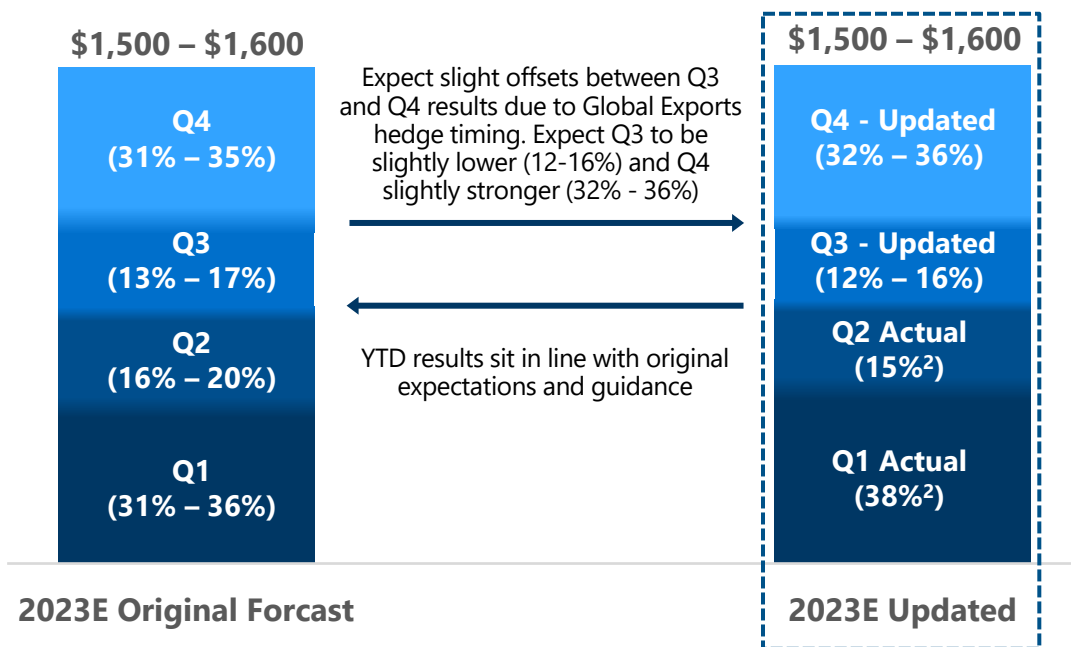 $1,500 – $1,600
Q4
(31% – 35%)
Q3
(13% – 17%)
Q2
(16% – 20%)
Q1
(31% – 36%)
2023E Original Forcast
Expect slight offsets between Q3
and Q4 results due to Global Exports
hedge timing. Expect Q3 to be
slightly lower (12-16%) and Q4
slightly stronger (32% - 36%)
YTD results sit in line with original
expectations and guidance
$1,500 – $1,600
Q4 - Updated
(32% – 36%)
Q3 - Updated
(12% – 16%)
Q2 Actual
(15%²)
Q1 Actual
(38%²)
2023E Updated